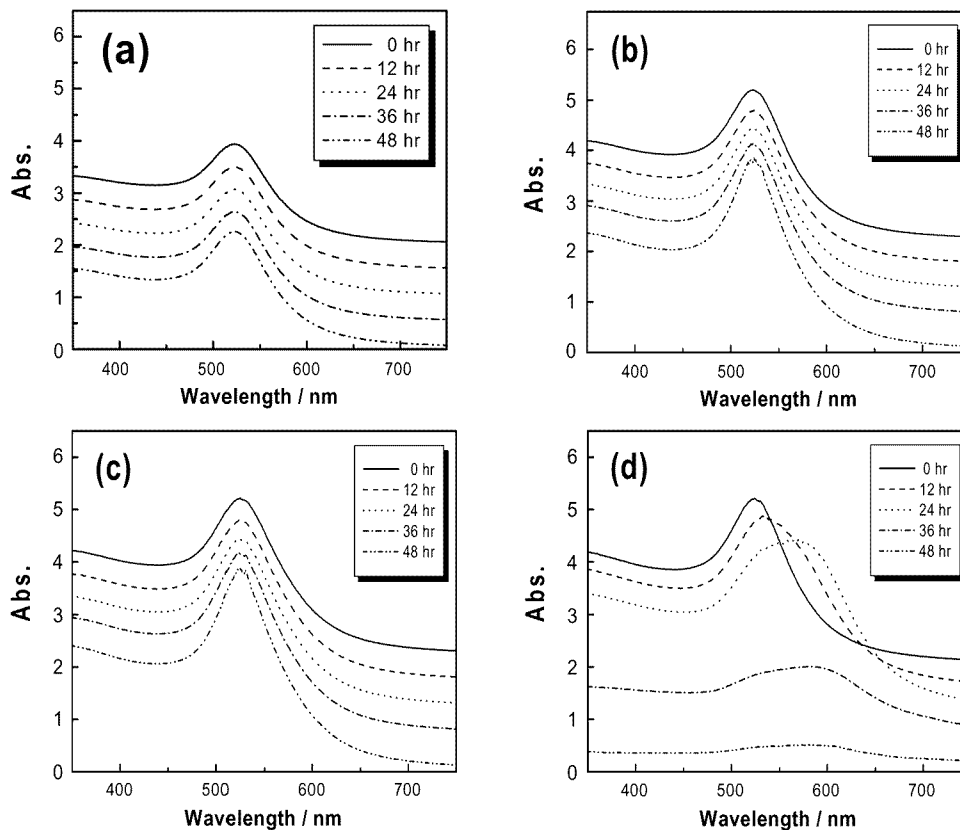 (a)
0 hr
12 hr
24 hr
36 hr
48 hr
Abs.
6
5
4
3
2
1
0
400 500 600 700
Wavelength / nm
(b)
0 hr
12 hr
24 hr
36 hr
48 hr
Abs.
6
5
4
3
2
1
0
400 500 600 700
Wavelength / nm
(c)
0 hr
12 hr
24 hr
36 hr
48 hr
Abs.
6
5
4
3
2
1
0
400 500 600 700
Wavelength / nm
(d)
0 hr
12 hr
24 hr
36 hr
48 hr
Abs.
6
5
4
3
2
1
0
400 500 600 700
Wavelength / nm